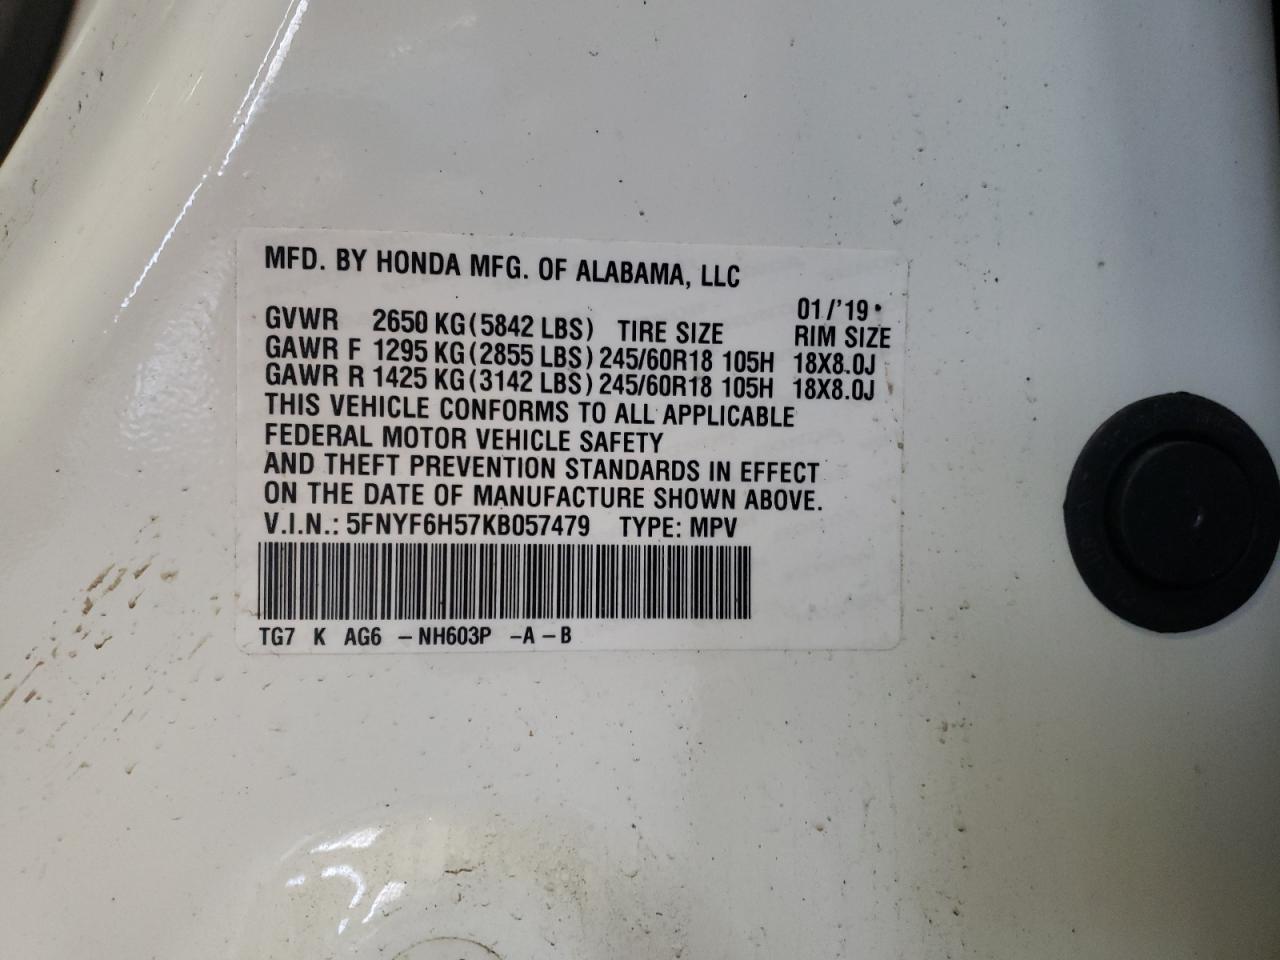 MFD. BY HONDA MFG. OF ALABAMA, LLC
01/'19
GVWR 2650 KG(5842 LBS) TIRE SIZE RIM SIZE
GAWR F 1295 KG(2855 LBS) 245/60R18 105H 18X8.0J
GAWR R 1425 KG(3142 LBS) 245/60R18 105H 18X8.0J
THIS VEHICLE CONFORMS TO ALL APPLICABLE
FEDERAL MOTOR VEHICLE SAFETY
AND THEFT PREVENTION STANDARDS IN EFFECT
ON THE DATE OF MANUFACTURE SHOWN ABOVE.
V.I.N.: 5FNYF6H57KB057479 TYPE: MPV
TG7 K AG6 -NH603P -A-B